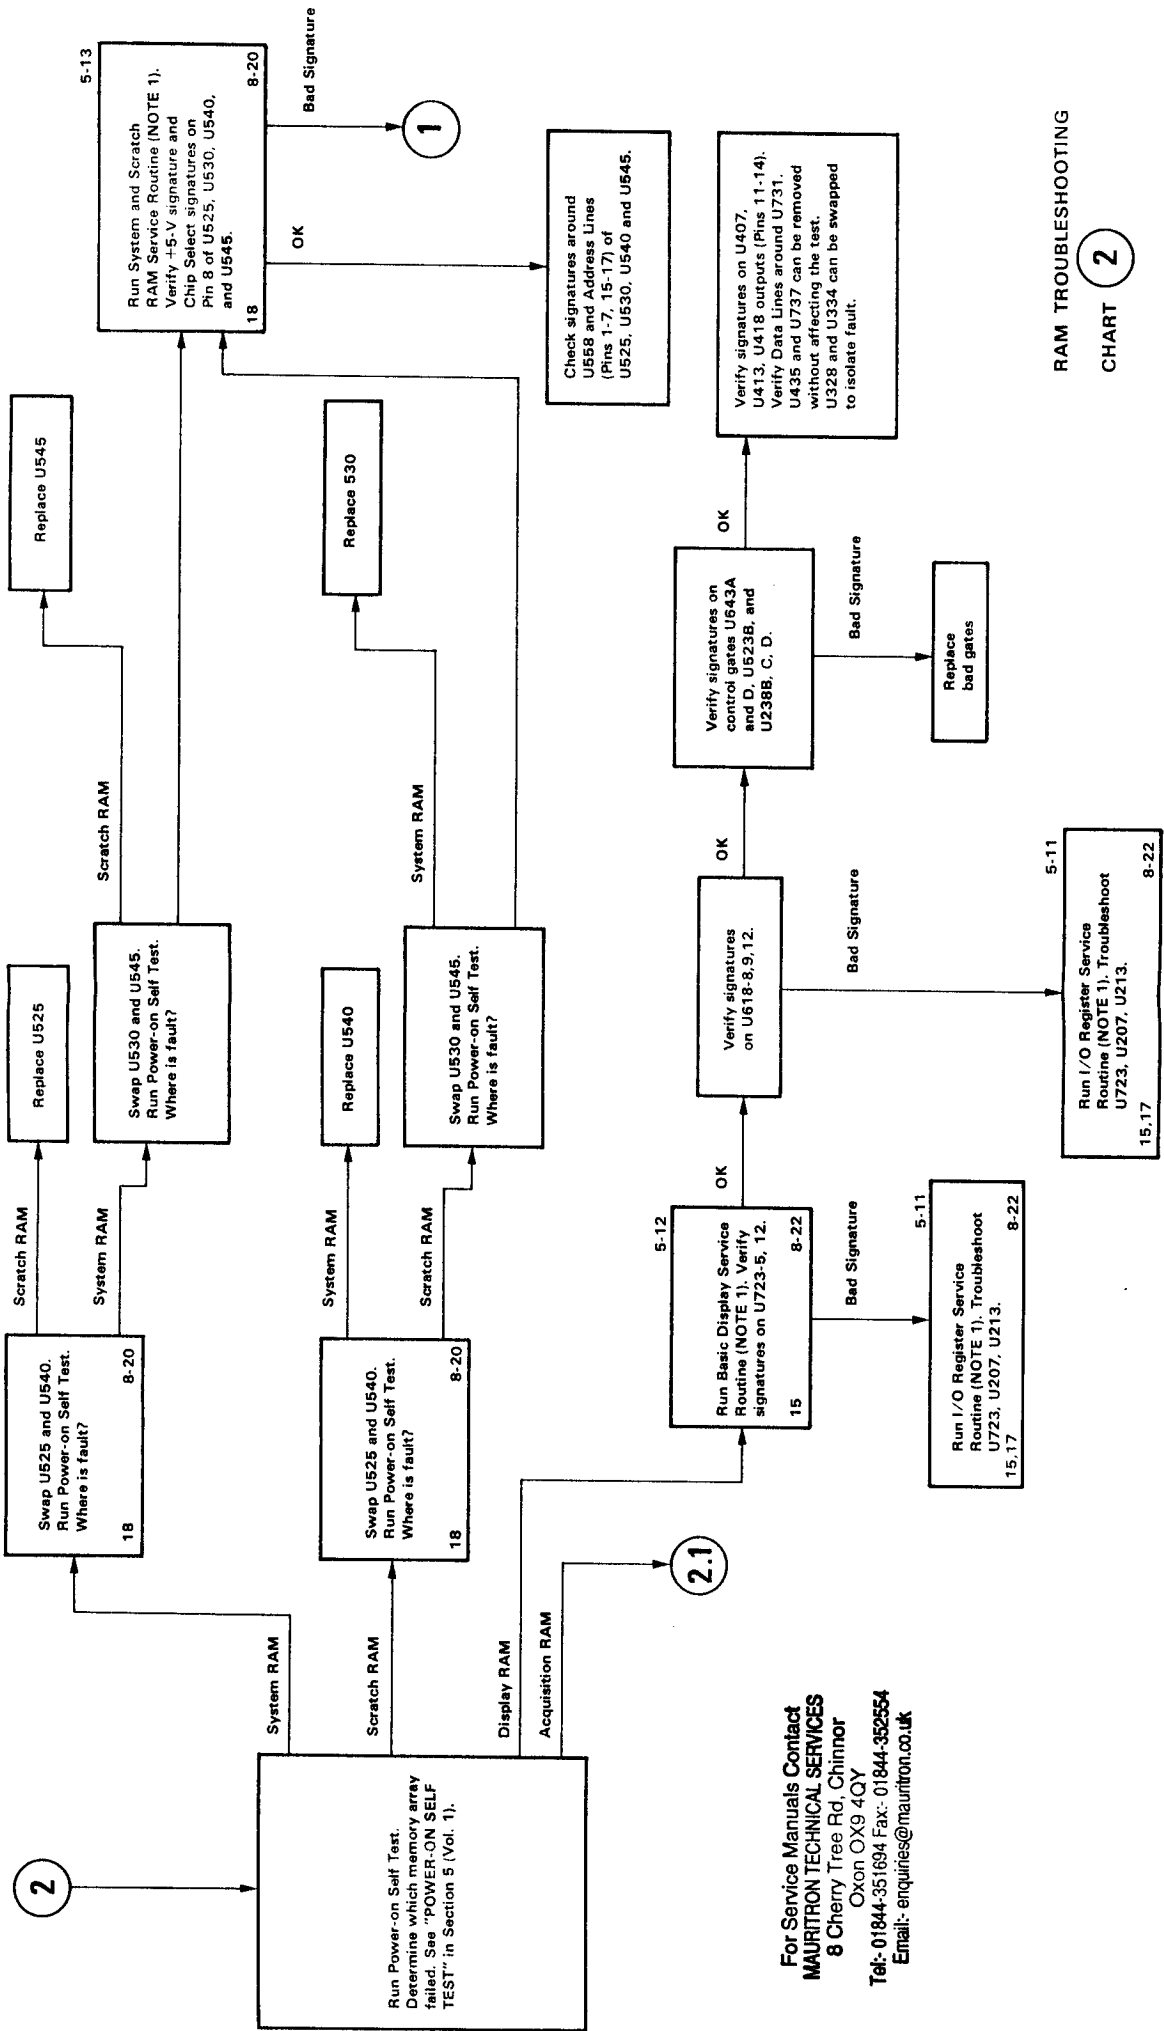 2
Run Power-on Self Test.
Determine which memory array
failed. See "POWER-ON SELF
TEST" in Section 5 (Vol. 1).
System RAM
Scratch RAM
Display RAM
Acquisition RAM
2.1
Swap U525 and U540.
Run Power-on Self Test.
Where is fault?
18
8-20
Scratch RAM
System RAM
Replace U525
Swap U530 and U545.
Run Power-on Self Test.
Where is fault?
Scratch RAM
Replace U545
5-13
Run System and Scratch
RAM Service Routine (NOTE 1).
Verify +5-V signature and
Chip Select signatures on
Pin 8 of U525, U530, U540,
and U545.
18
8-20
Bad Signature
1
OK
Check signatures around
U558 and Address Lines
(Pins 1-7, 15-17) of
U525, U530, U540 and U545.
Swap U525 and U540.
Run Power-on Self Test.
Where is fault?
18
8-20
System RAM
Scratch RAM
Replace U540
Swap U530 and U545.
Run Power-on Self Test.
Where is fault?
System RAM
Replace 530
5-12
Run Basic Display Service
Routine (NOTE 1). Verify
signatures on U723-5, 12.
15
8-22
Bad Signature
5-11
Run I/O Register Service
Routine (NOTE 1). Troubleshoot
U723, U207, U213.
15,17
8-22
OK
Verify signatures
on U618-8,9,12.
Bad Signature
5-11
Run I/O Register Service
Routine (NOTE 1). Troubleshoot
U723, U207, U213.
15,17
8-22
OK
Verify signatures on
control gates U643A
and D, U523B, and
U238B, C, D.
Bad Signature
Replace
bad gates
OK
Verify signatures on U407,
U413, U418 outputs (Pins 11-14).
Verify Data Lines around U731.
U435 and U737 can be removed
without affecting the test.
U328 and U334 can be swapped
to isolate fault.
For Service Manuals Contact
MAURITRON TECHNICAL SERVICES
8 Cherry Tree Rd, Chinnor
Oxon OX9 4QY
Tel:- 01844-351694 Fax:- 01844-352554
Email:- enquiries@mauritron.co.uk
RAM TROUBLESHOOTING
CHART 2